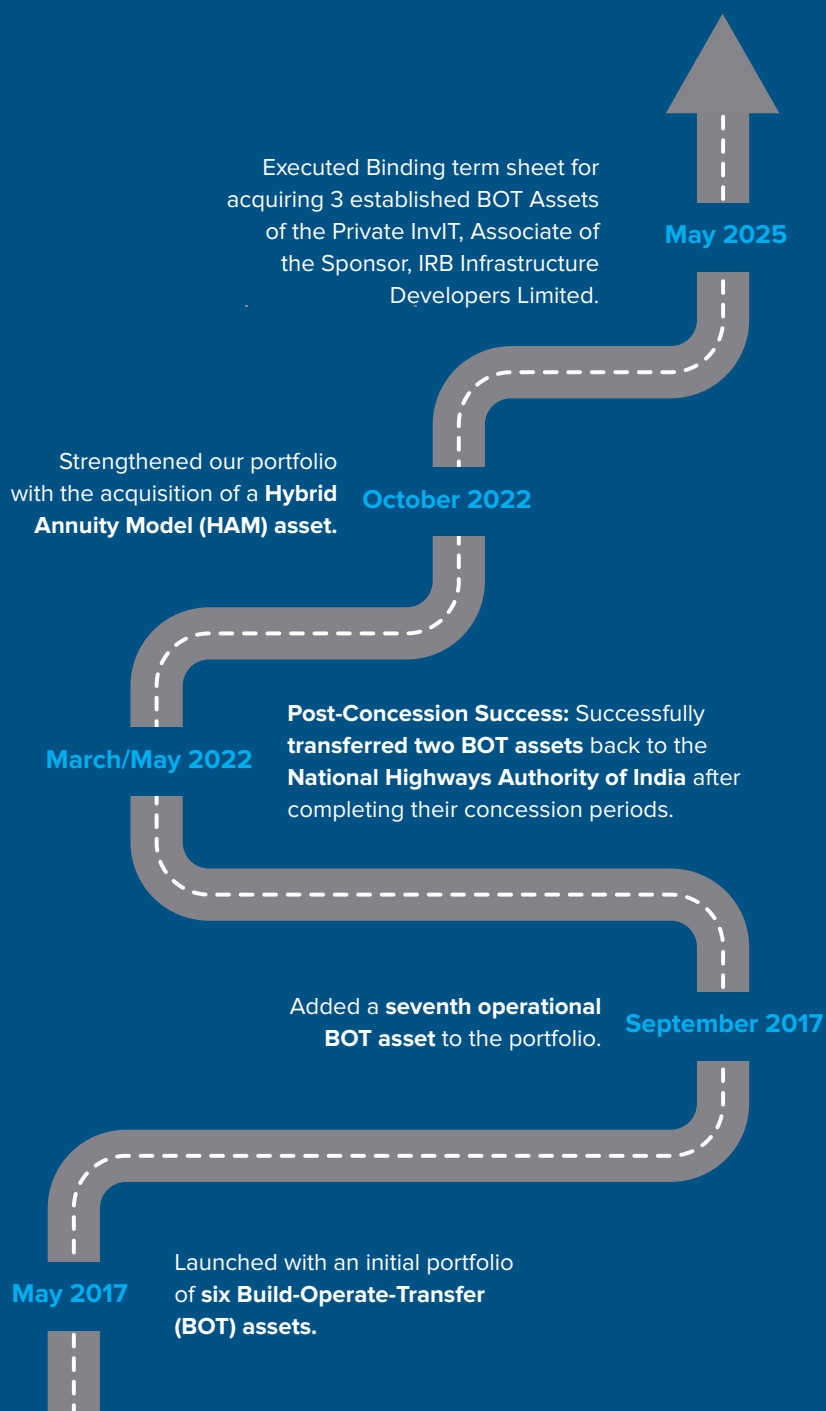 Executed Binding term sheet for
acquiring 3 established BOT Assets
of the Private InvIT, Associate of
the Sponsor, IRB Infrastructure
Developers Limited.
May 2025
Strengthened our portfolio
with the acquisition of a Hybrid
Annuity Model (HAM) asset.
October 2022
March/May 2022
Post-Concession Success: Successfully
transferred two BOT assets back to the
National Highways Authority of India after
completing their concession periods.
Added a seventh operational
BOT asset to the portfolio.
September 2017
May 2017
Launched with an initial portfolio
of six Build-Operate-Transfer
(BOT) assets.